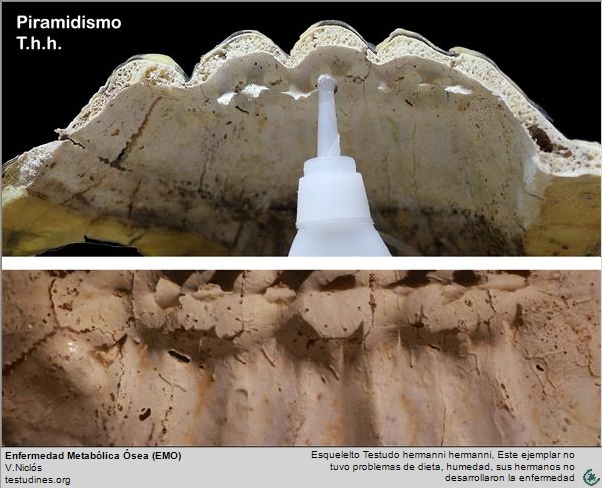 Piramidismo
T.h.h.
Enfermedad Metabólica Ósea (EMO)
V.Niclós
testudines.org
Esquelelto Testudo hermanni hermanni, Este ejemplar no
tuvo problemas de dieta, humedad, sus hermanos no
desarrollaron la enfermedad